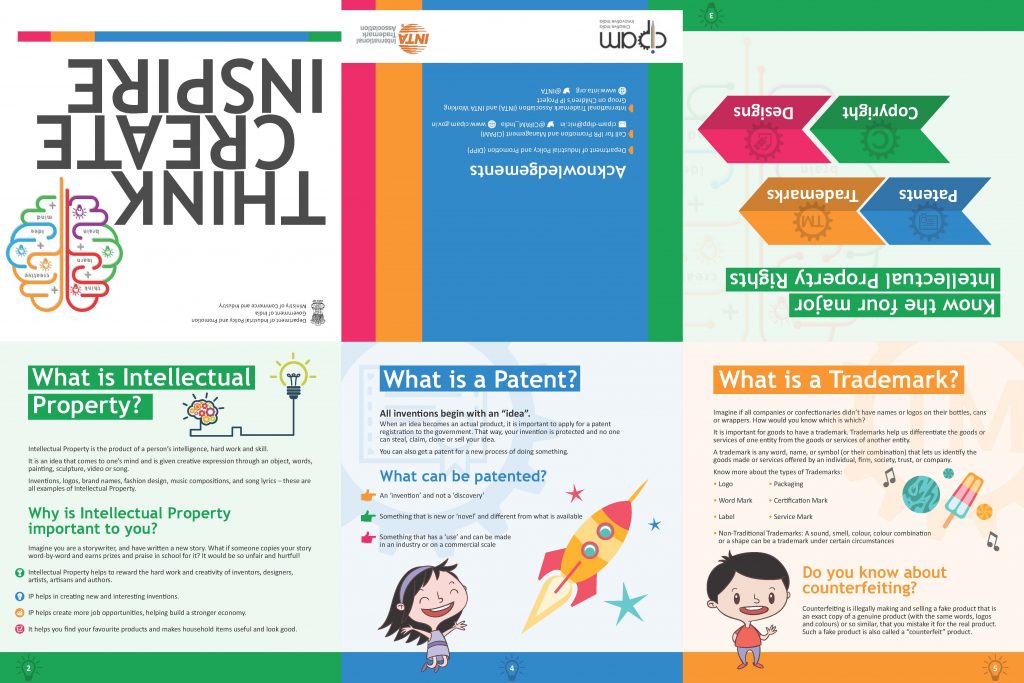 THINK
CREATE
INSPIRE
mind
idea
brain
creative
learn
think
Department of Industrial Policy and Promotion
Government of India
Ministry of Commerce and Industry
Acknowledgements
Department of Industrial Policy and Promotion (DIPP)
Call for IPR Promotion and Management (CIPAM)
cipam-dipp@nic.in @CIPAM_India www.cipam.gov.in
International Trademark Association (INTA) and INTA Working
Group on Children's IP Project
www.inta.org @INTA
cipam
Creative India
Innovative India
INTA
International
Trademark
Association
Know the four major
Intellectual Property Rights
Patents
Trademarks
TM
Copyright
C
Designs
3
What is Intellectual
Property?
Intellectual Property is the product of a person's intelligence, hard work and skill.
It is an idea that comes to one's mind and is given creative expression through an object, words,
painting, sculpture, video or song.
Inventions, logos, brand names, fashion design, music compositions, and song lyrics – these are
all examples of Intellectual Property.
Why is Intellectual Property
important to you?
Imagine you are a storywriter, and have written a new story. What if someone copies your story
word-by-word and earns prizes and praise in school for it? It would be so unfair and hurtful!
Intellectual Property helps to reward the hard work and creativity of inventors, designers,
artists, artisans and authors.
IP helps in creating new and interesting inventions.
IP helps create more job opportunities, helping build a stronger economy.
It helps you find your favourite products and makes household items useful and look good.
2
What is a Patent?
All inventions begin with an "idea".
When an idea becomes an actual product, it is important to apply for a patent
registration to the government. That way, your invention is protected and no one
can steal, claim, clone or sell your idea.
You can also get a patent for a new process of doing something.
What can be patented?
An 'invention' and not a 'discovery'
Something that is new or 'novel' and different from what is available
Something that has a 'use' and can be made
in an industry or on a commercial scale
4
What is a Trademark?
Imagine if all companies or confectionaries didn't have names or logos on their bottles, cans
or wrappers. How would you know which is which?
It is important for goods to have a trademark. Trademarks help us differentiate the goods or
services of one entity from the goods or services of another entity.
A trademark is any word, name, or symbol (or their combination) that lets us identify the
goods made or services offered by an individual, firm, society, trust, or company.
Know more about the types of Trademarks:
• Logo • Packaging
• Word Mark • Certification Mark
• Label • Service Mark
• Non-Traditional Trademarks: A sound, smell, colour, colour combination
or a shape can be a trademark under certain circumstances
Do you know about
counterfeiting?
Counterfeiting is illegally making and selling a fake product that is
an exact copy of a genuine product (with the same words, logos
and colours) or so similar, that you mistake it for the real product.
Such a fake product is also called a "counterfeit" product.
5